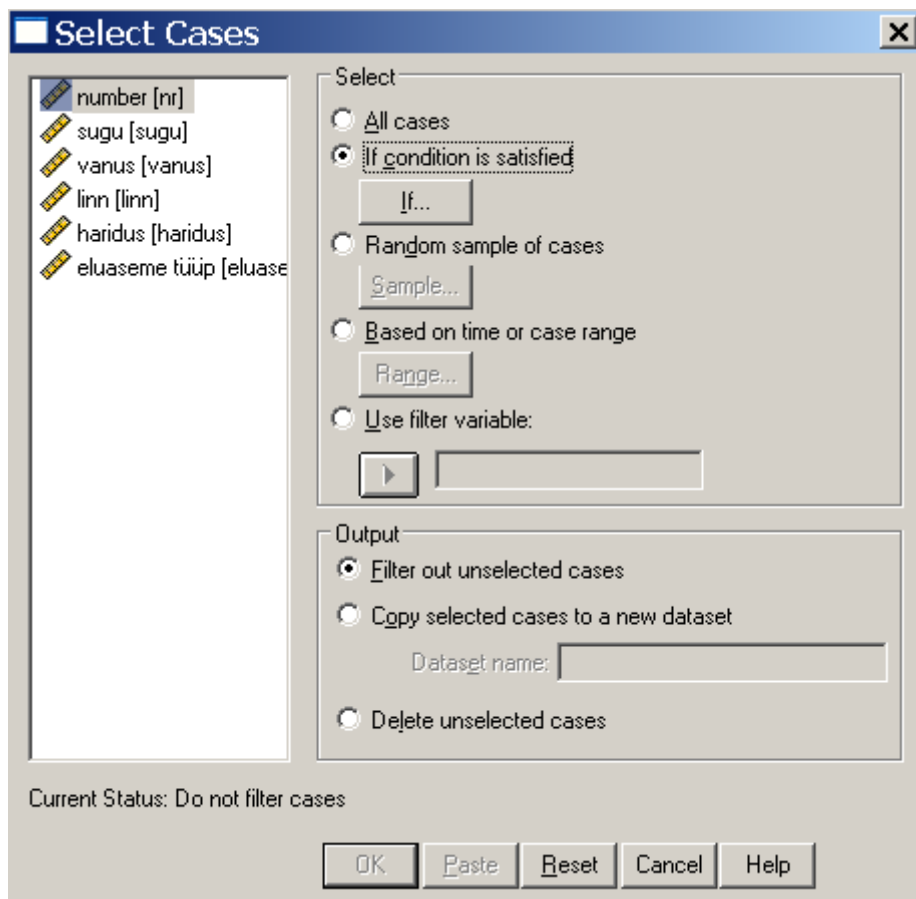 Select Cases
number [nr]
sugu [sugu]
vanus [vanus]
linn [linn]
haridus [haridus]
eluaseme tüüp [eluase
Select
All cases
If condition is satisfied
If...
Random sample of cases
Sample...
Based on time or case range
Range...
Use filter variable:
Output
Filter out unselected cases
Copy selected cases to a new dataset
Dataset name:
Delete unselected cases
Current Status: Do not filter cases
OK Paste Reset Cancel Help